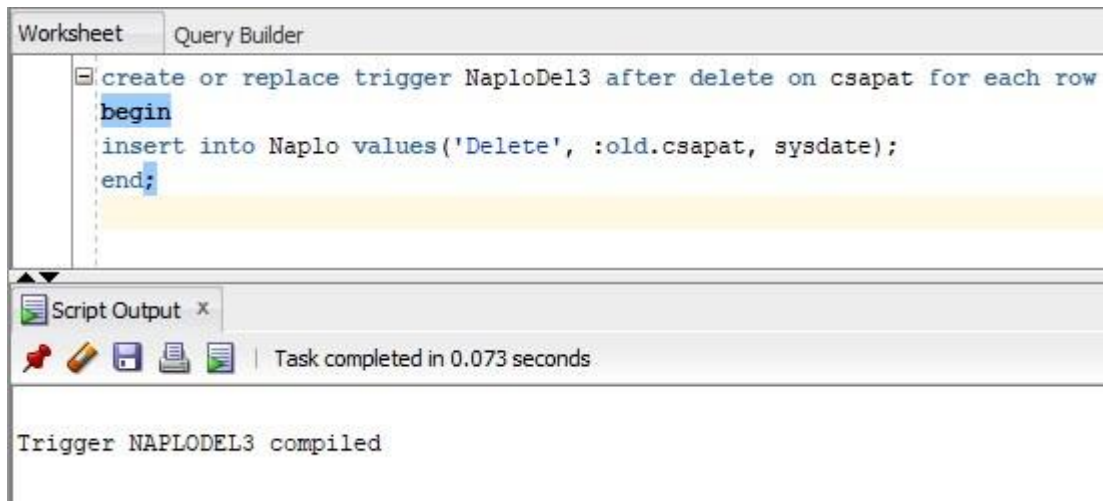 Worksheet Query Builder
create or replace trigger NaploDel3 after delete on csapat for each row
begin
insert into Naplo values('Delete', :old.csapat, sysdate);
end;
Script Output x
Task completed in 0.073 seconds
Trigger NAPLODEL3 compiled